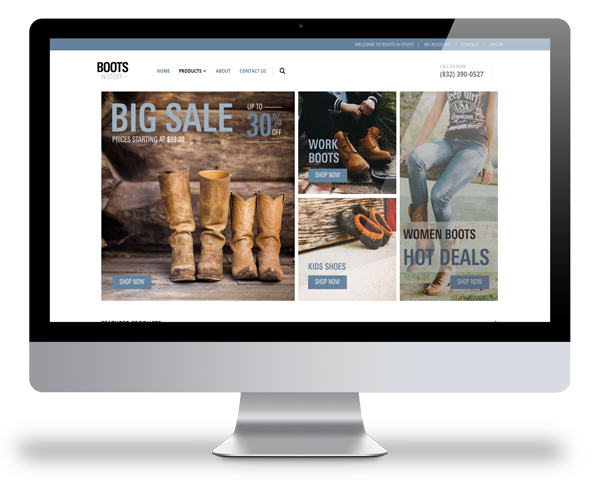 WELCOME TO BOOTS N STUFF! | MY ACCOUNT | CONTACT | LOG IN
BOOTS
N STUFF
HOME PRODUCTS ABOUT CONTACT US
CALL US NOW
(832) 390-0527
BIG SALE
UP TO
30%
OFF
PRICES STARTING AT $99.00
SHOP NOW
WORK
BOOTS
SHOP NOW
KIDS SHOES
SHOP NOW
USA
WOMEN BOOTS
HOT DEALS
SHOP NOW